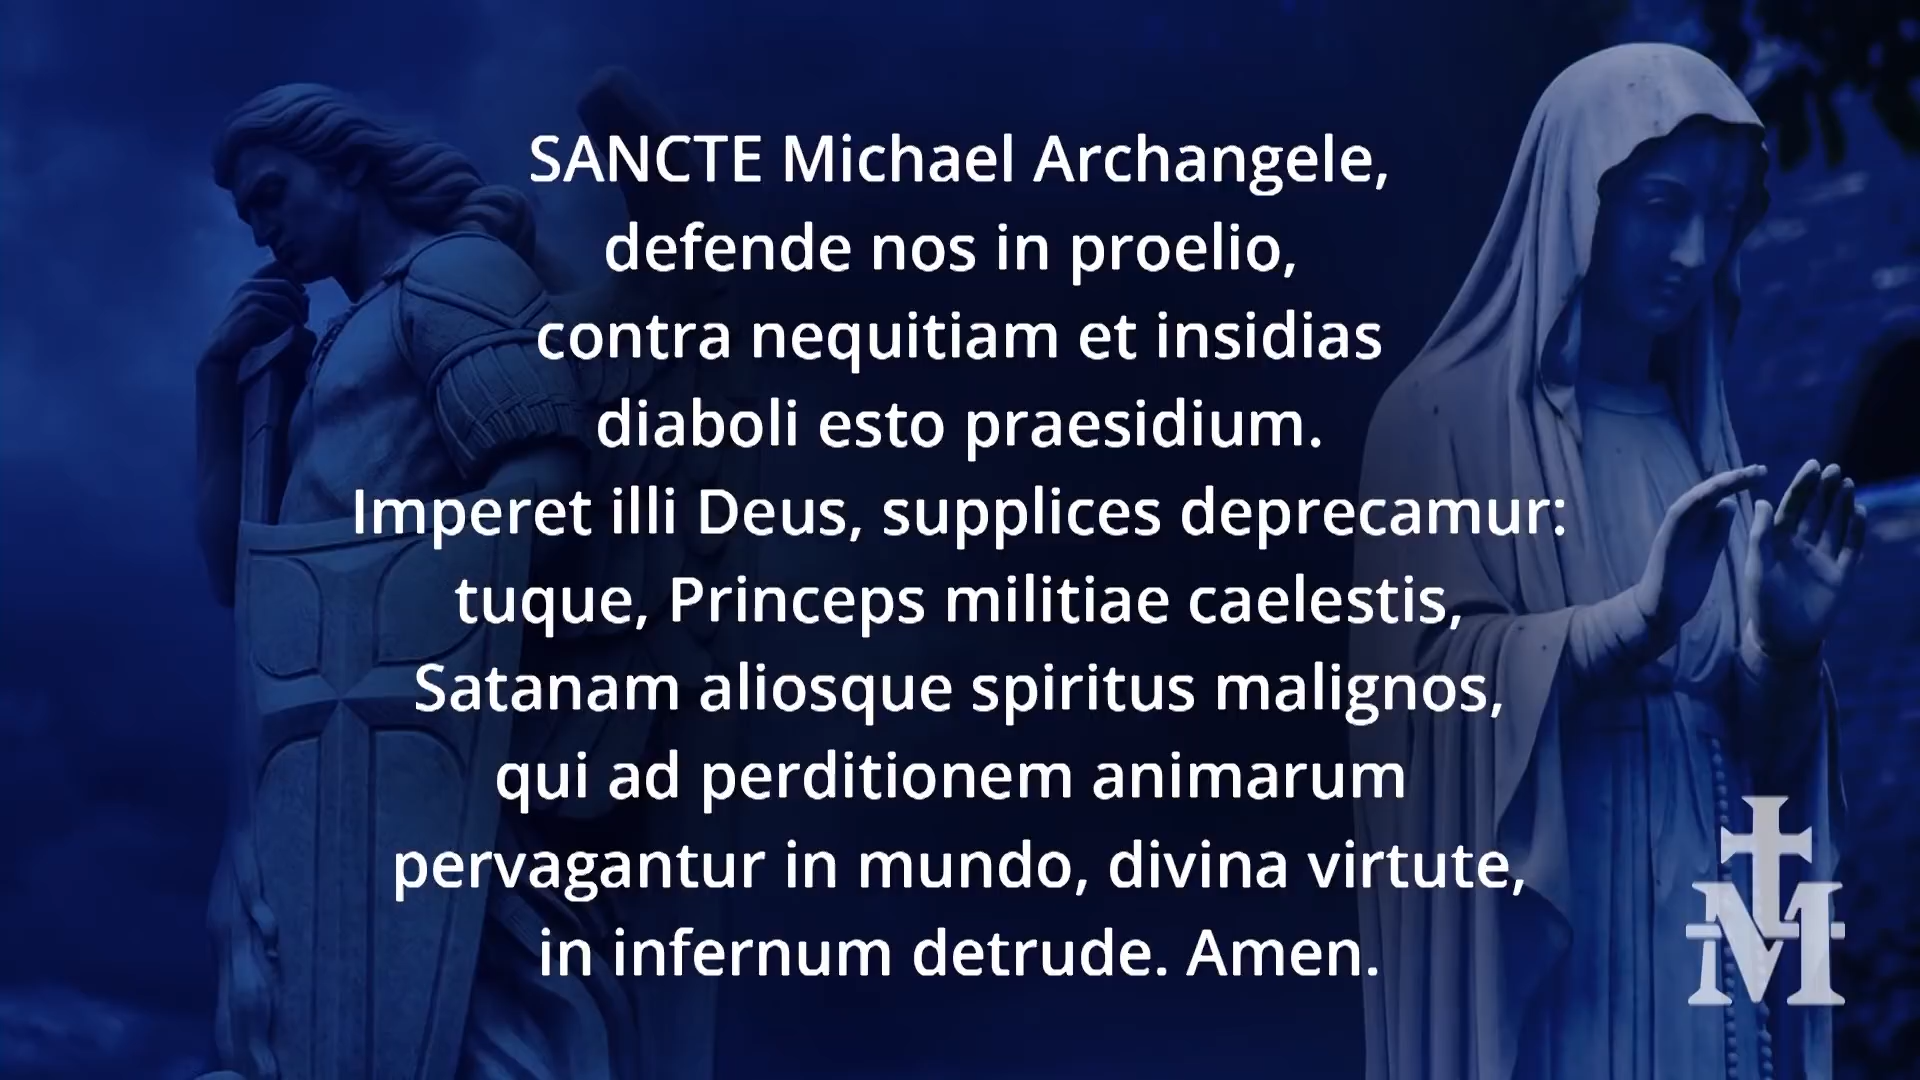 SANCTE Michael Archangele,
defende nos in proelio,
contra nequitiam et insidias
diaboli esto praesidium.
Imperet illi Deus, supplices deprecamur:
tuque, Princeps militiae caelestis,
Satanam aliosque spiritus malignos,
qui ad perditionem animarum
pervagantur in mundo, divina virtute,
in infernum detrude. Amen.
M